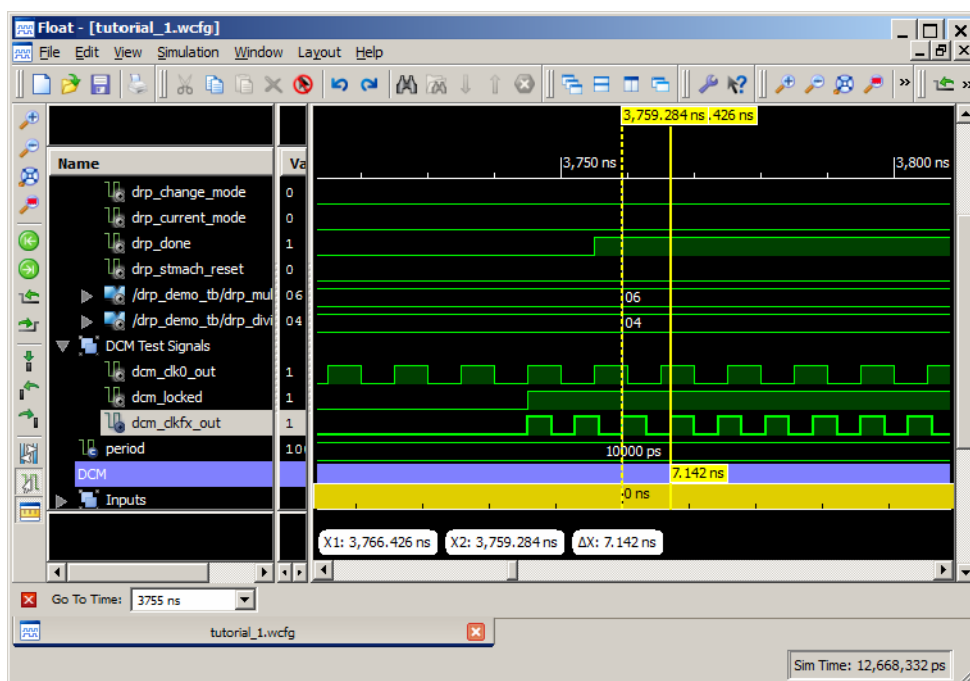 Float - [tutorial_1.wcfg]
File Edit View Simulation Window Layout Help
3,759.284 ns .426 ns
Name Va
3,750 ns 3,800 ns
drp_change_mode 0
drp_current_mode 0
drp_done 1
drp_stmach_reset 0
/drp_demo_tb/drp_mul 06 06
/drp_demo_tb/drp_divi 04 04
DCM Test Signals
dcm_clk0_out 1
dcm_locked 1
dcm_clkfx_out 1
period 100 10000 ps
DCM 7.142 ns
Inputs 0 ns
X1: 3,766.426 ns X2: 3,759.284 ns ΔX: 7.142 ns
Go To Time: 3755 ns
tutorial_1.wcfg
Sim Time: 12,668,332 ps